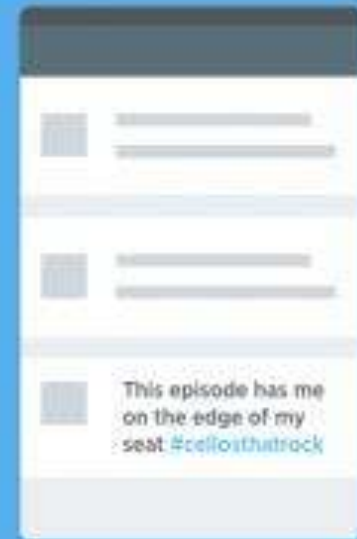 This episode has me
on the edge of my
seat #cellosthatrock